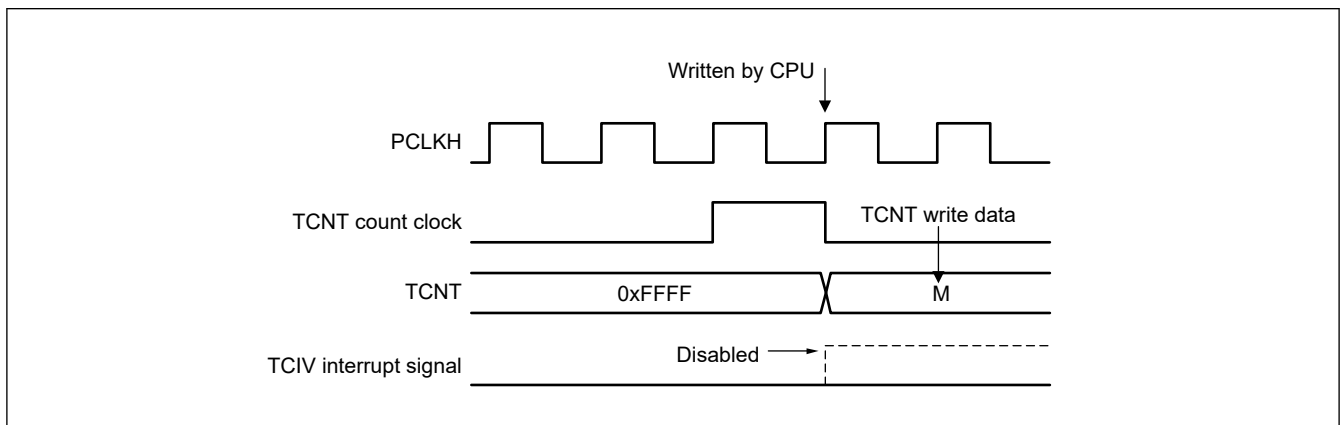 Written by CPU
PCLKH
TCNT count clock
TCNT write data
TCNT
0xFFFF
M
Disabled
TCIV interrupt signal